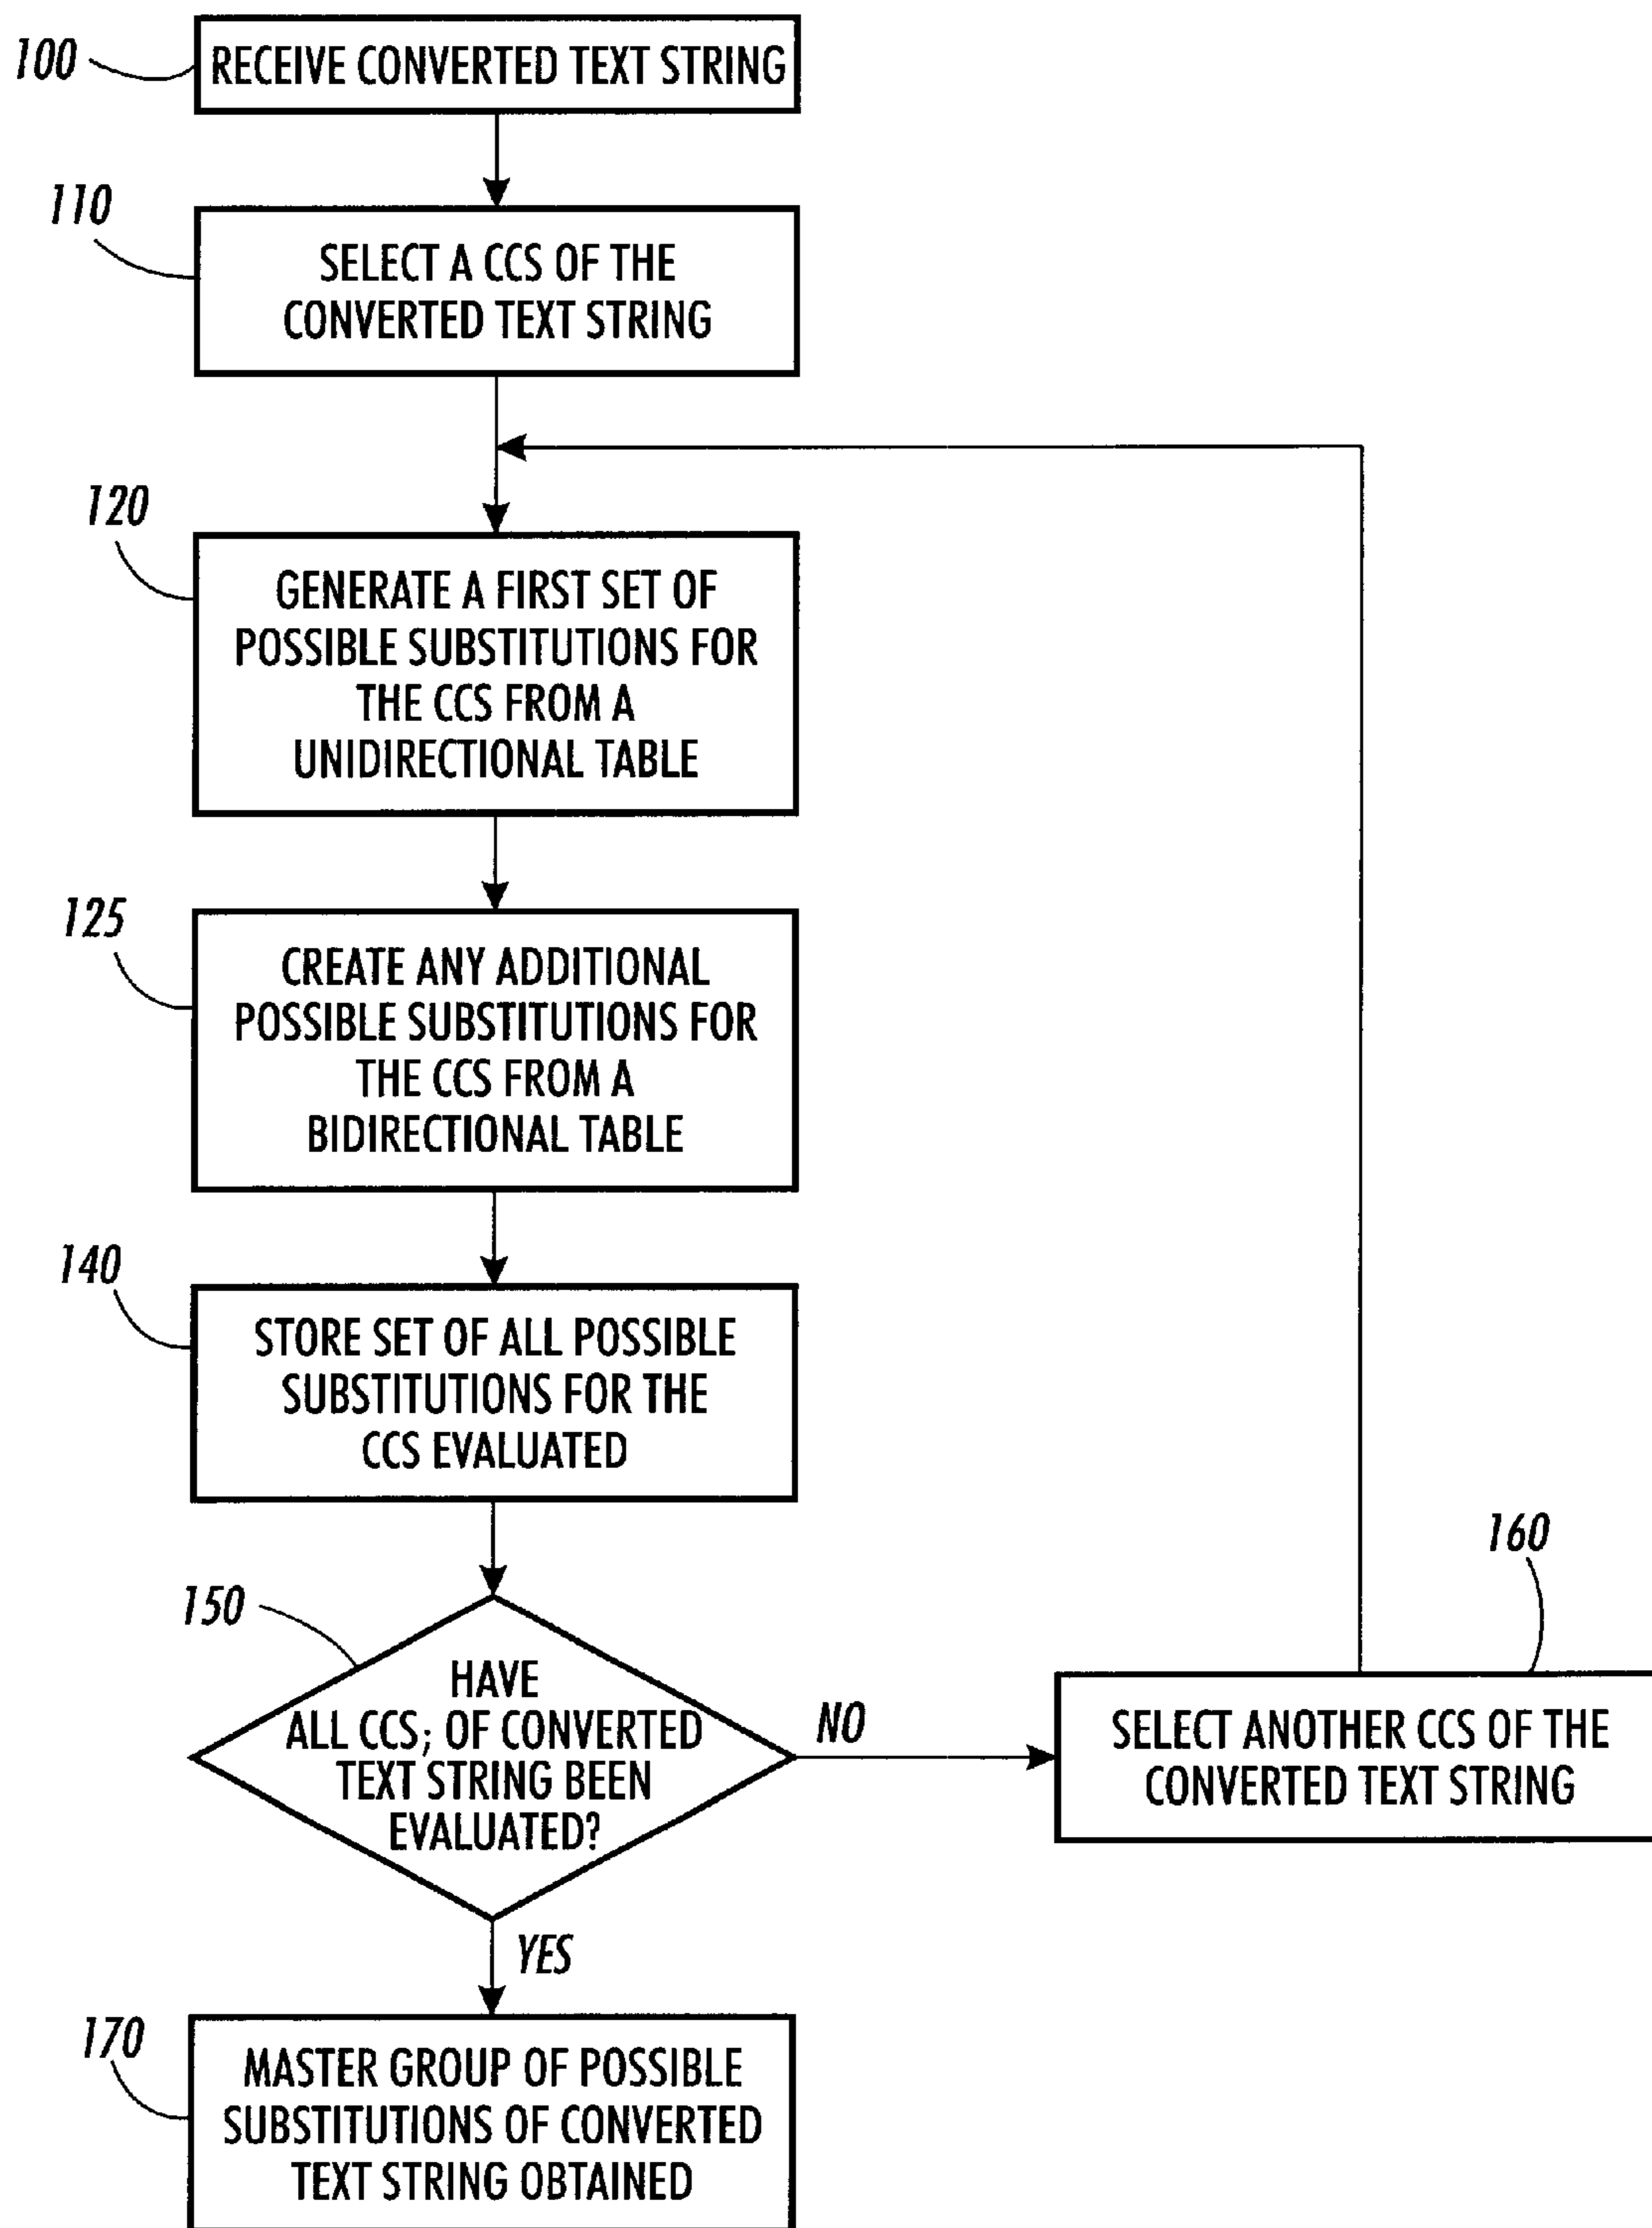 100
RECEIVE CONVERTED TEXT STRING
110
SELECT A CCS OF THE
CONVERTED TEXT STRING
120
GENERATE A FIRST SET OF
POSSIBLE SUBSTITUTIONS FOR
THE CCS FROM A
UNIDIRECTIONAL TABLE
125
CREATE ANY ADDITIONAL
POSSIBLE SUBSTITUTIONS FOR
THE CCS FROM A
BIDIRECTIONAL TABLE
140
STORE SET OF ALL POSSIBLE
SUBSTITUTIONS FOR THE
CCS EVALUATED
150
HAVE
ALL CCS; OF CONVERTED
TEXT STRING BEEN
EVALUATED?
NO
160
SELECT ANOTHER CCS OF THE
CONVERTED TEXT STRING
YES
170
MASTER GROUP OF POSSIBLE
SUBSTITUTIONS OF CONVERTED
TEXT STRING OBTAINED